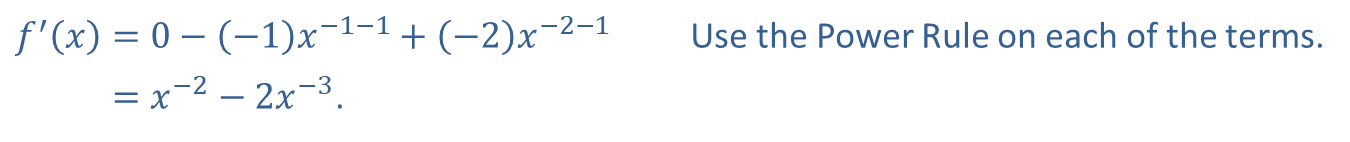 f′(x) = 0 − (−1)x⁻¹⁻¹ + (−2)x⁻²⁻¹ Use the Power Rule on each of the terms.
= x⁻² − 2x⁻³.